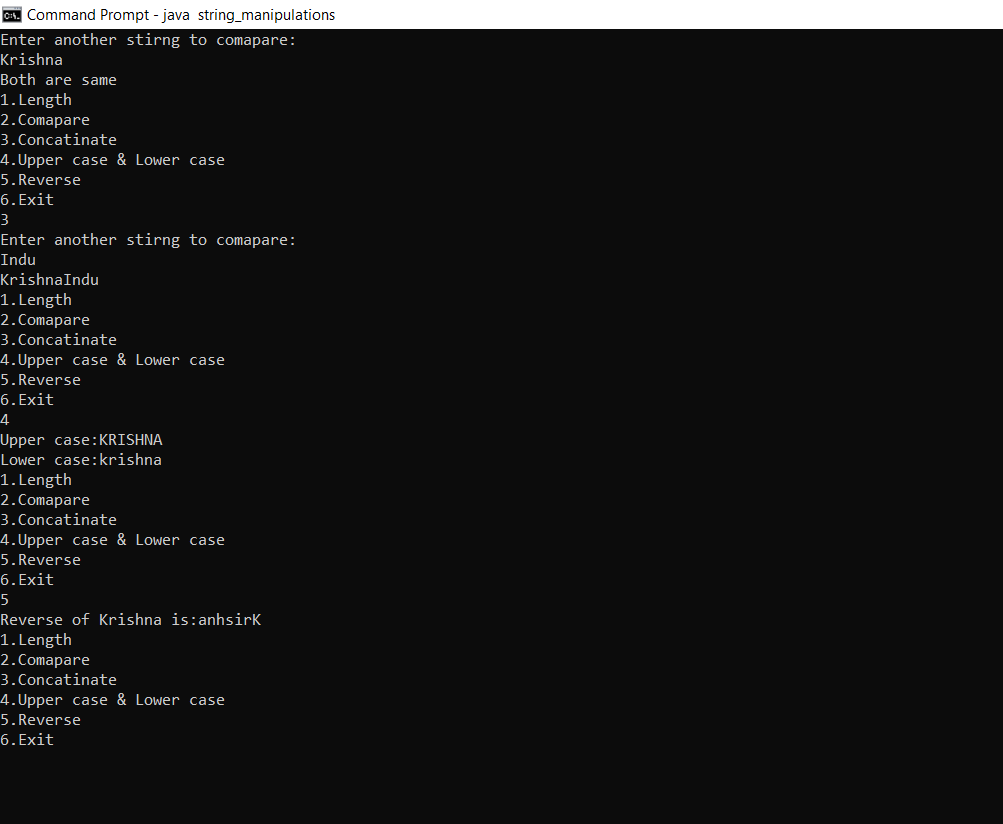 Command Prompt - java  string_manipulations
Enter another stirng to comapare:
Krishna
Both are same
1.Length
2.Comapare
3.Concatinate
4.Upper case & Lower case
5.Reverse
6.Exit
3
Enter another stirng to comapare:
Indu
KrishnaIndu
1.Length
2.Comapare
3.Concatinate
4.Upper case & Lower case
5.Reverse
6.Exit
4
Upper case:KRISHNA
Lower case:krishna
1.Length
2.Comapare
3.Concatinate
4.Upper case & Lower case
5.Reverse
6.Exit
5
Reverse of Krishna is:anhsirK
1.Length
2.Comapare
3.Concatinate
4.Upper case & Lower case
5.Reverse
6.Exit